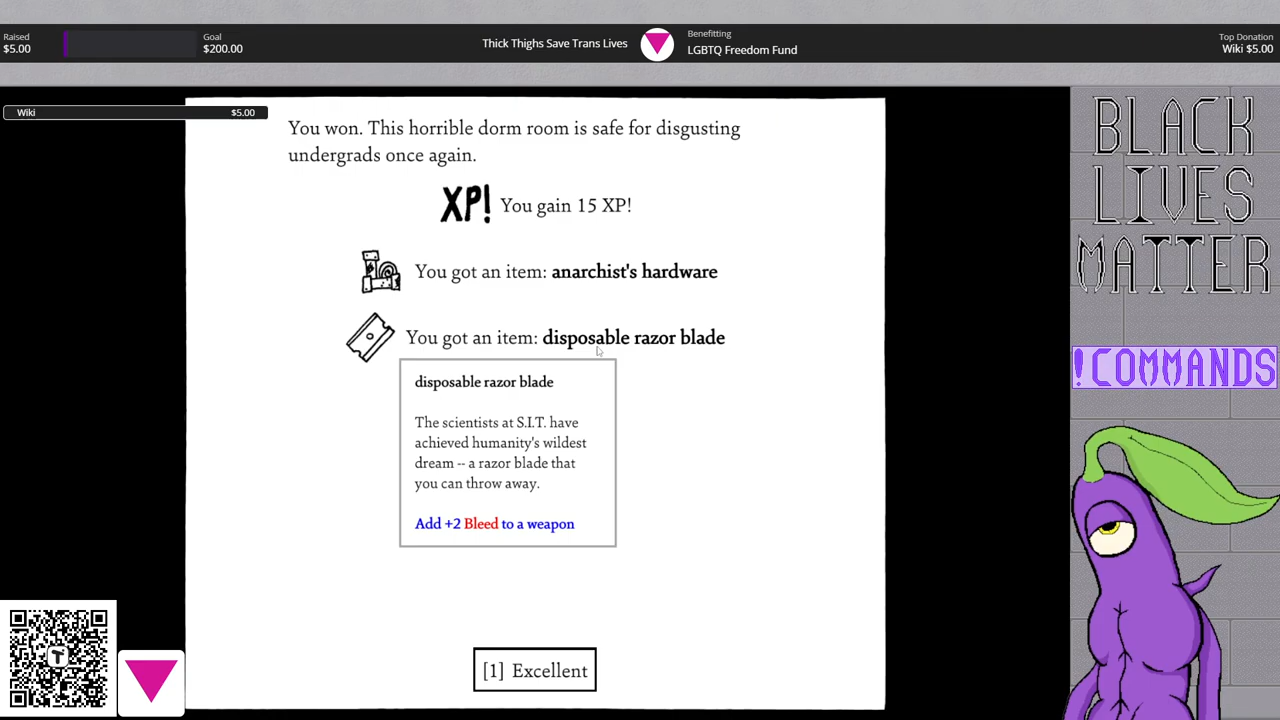 Raised
$5.00
Goal
$200.00
Thick Thighs Save Trans Lives
Benefitting
LGBTQ Freedom Fund
Top Donation
Wiki $5.00
Wiki $5.00
You won. This horrible dorm room is safe for disgusting
undergrads once again.
XP! You gain 15 XP!
You got an item: anarchist's hardware
You got an item: disposable razor blade
disposable razor blade
The scientists at S.I.T. have
achieved humanity's wildest
dream -- a razor blade that
you can throw away.
Add +2 Bleed to a weapon
[1] Excellent
BLACK
LIVES
MATTER
!COMMANDS
T